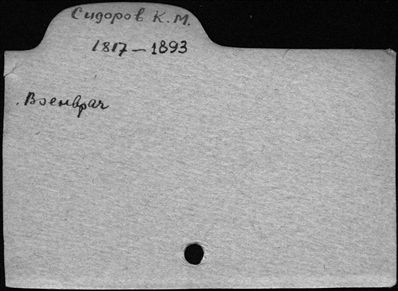 Сидоров К. М.
1817 — 1893
Военврач